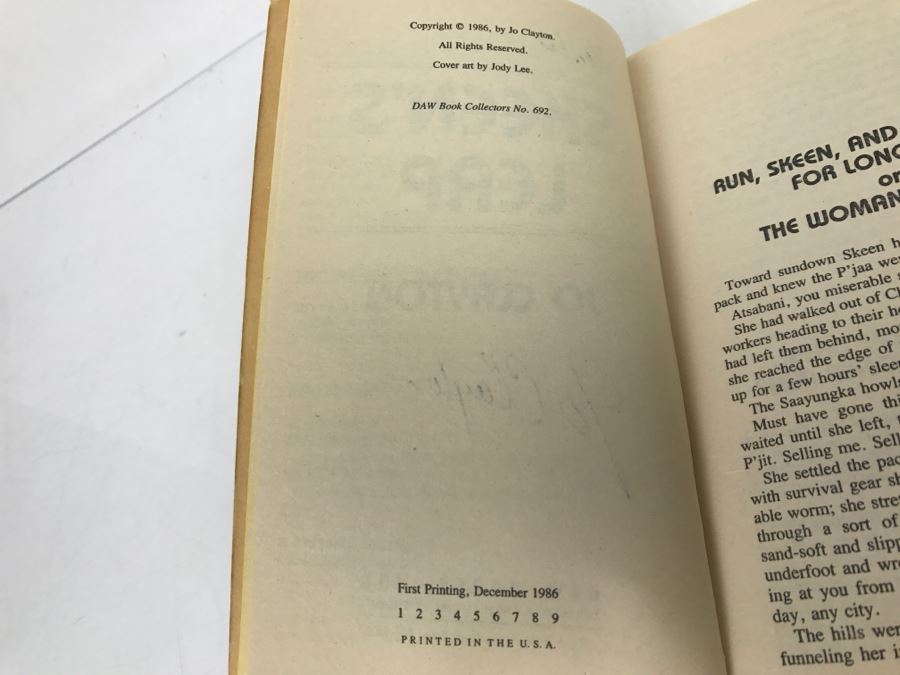 Copyright © 1986, by Jo Clayton.
All Rights Reserved.
Cover art by Jody Lee.
DAW Book Collectors No. 692.
First Printing, December 1986
1 2 3 4 5 6 7 8 9
PRINTED IN THE U.S.A.
RUN, SKEEN, AND
FOR LONG
or
THE WOMAN
Toward sundown Skeen h
pack and knew the P'jaa we
Atsabani, you miserable s
She had walked out of Ch
workers heading to their ho
had left them behind, mo
she reached the edge of
up for a few hours' slee
The Saayungka howls
Must have gone thi
waited until she left, t
P'jit. Selling me. Sell
She settled the pac
with survival gear sh
able worm; she stre
through a sort of
sand-soft and slipp
underfoot and wr
ing at you from
day, any city.
The hills wer
funneling her i